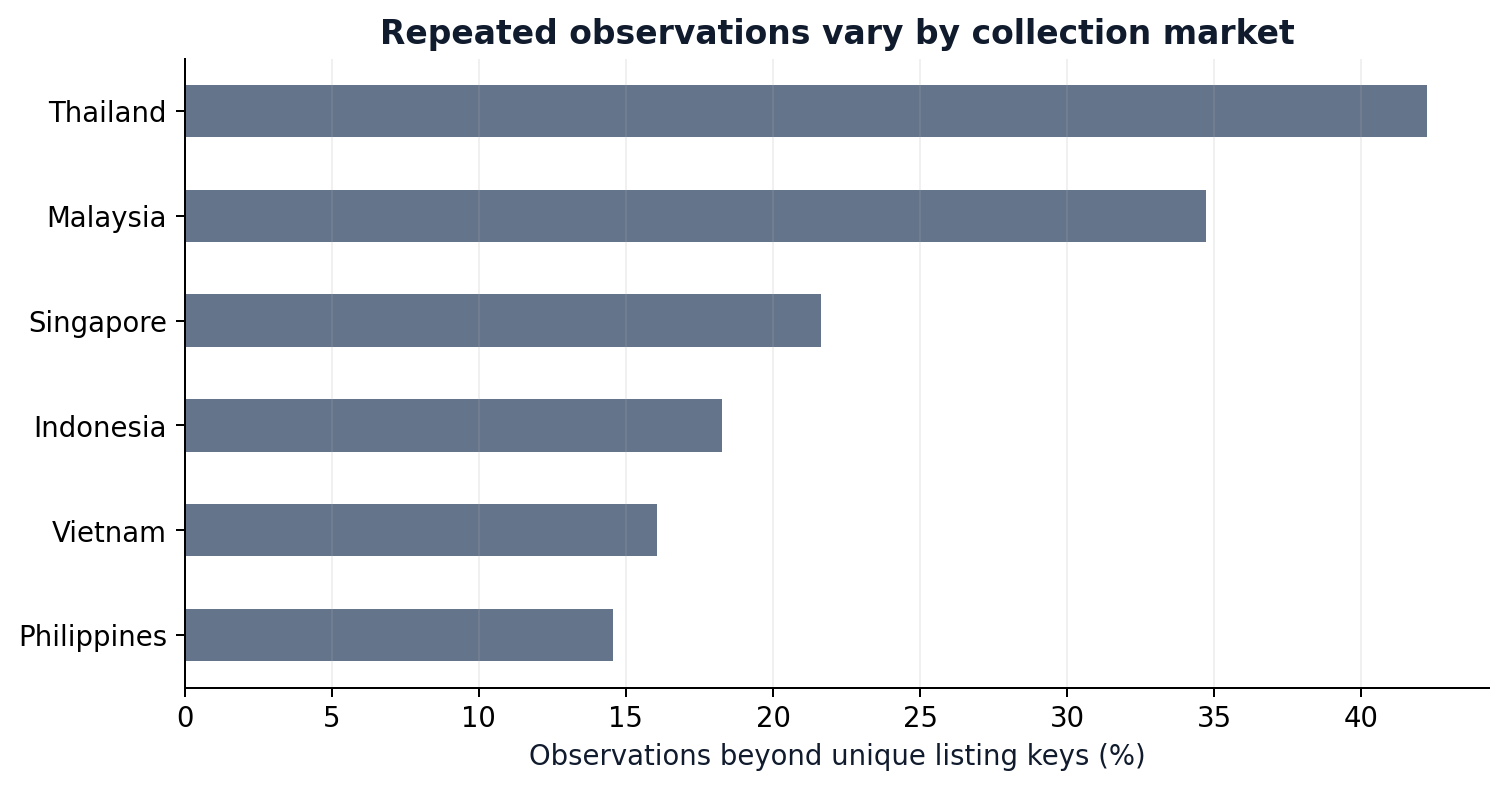 Repeated observations vary by collection market
Thailand
Malaysia
Singapore
Indonesia
Vietnam
Philippines
0 5 10 15 20 25 30 35 40
Observations beyond unique listing keys (%)